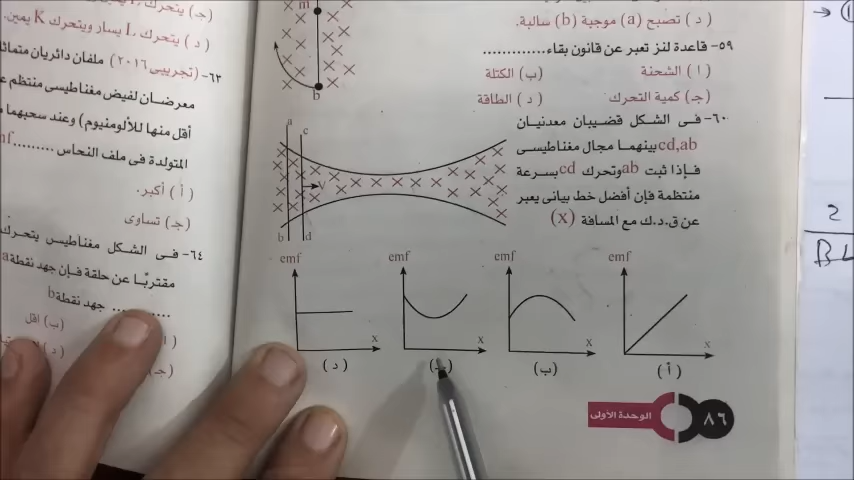 ( د ) تصبح (a) موجبة (b) سالبة.
٥٩- قاعدة لنز تعبر عن قانون بقاء.............
( ا ) الشحنة
(ب) الكتلة
(جـ) كمية التحرك
( د ) الطاقة
٦٠- فى الشكل قضيبان معدنيان
cd,ab بينهما مجال مغناطيسى
فإذا ثبت ab وتحرك cd بسرعة
منتظمة فإن أفضل خط بيانى يعبر
عن ق.د.ك مع المسافة (x)
m
b
a
c
V
b
d
emf
x
( أ )
emf
x
(ب)
emf
x
emf
x
( د )
الوحدة الأولى
٨٦
( د ) يتحرك I يسار ويتحرك K يمين.
٦٣- (تجريبى ٢٠١٦) ملفان دائريان
معرضان لفيض مغناطيسى منتظم
أقل منها للألومنيوم) وعند سحبهما
المتولدة فى ملف النحاس .........
( أ ) أكبر.
(جـ) تساوى
٦٤- فى الشكل مغناطيس يتحرك
مقتربًا عن حلقة فإن جهد نقطة a
............ جهد نقطة b
(ب) اقل
2